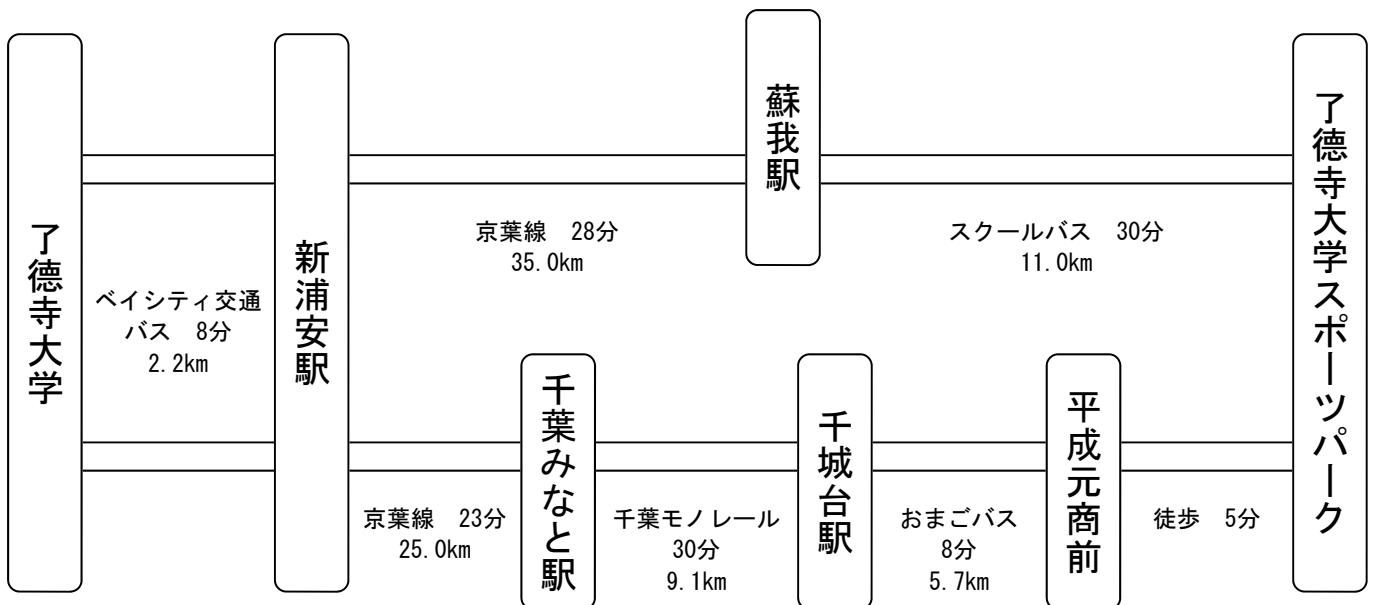 了徳寺大学
ベイシティ交通
バス　8分
2.2km
新浦安駅
京葉線　28分
35.0km
蘇我駅
スクールバス　30分
11.0km
了徳寺大学スポーツパーク
京葉線　23分
25.0km
千葉みなと駅
千葉モノレール
30分
9.1km
千城台駅
おまごバス
8分
5.7km
平成元商前
徒歩　5分